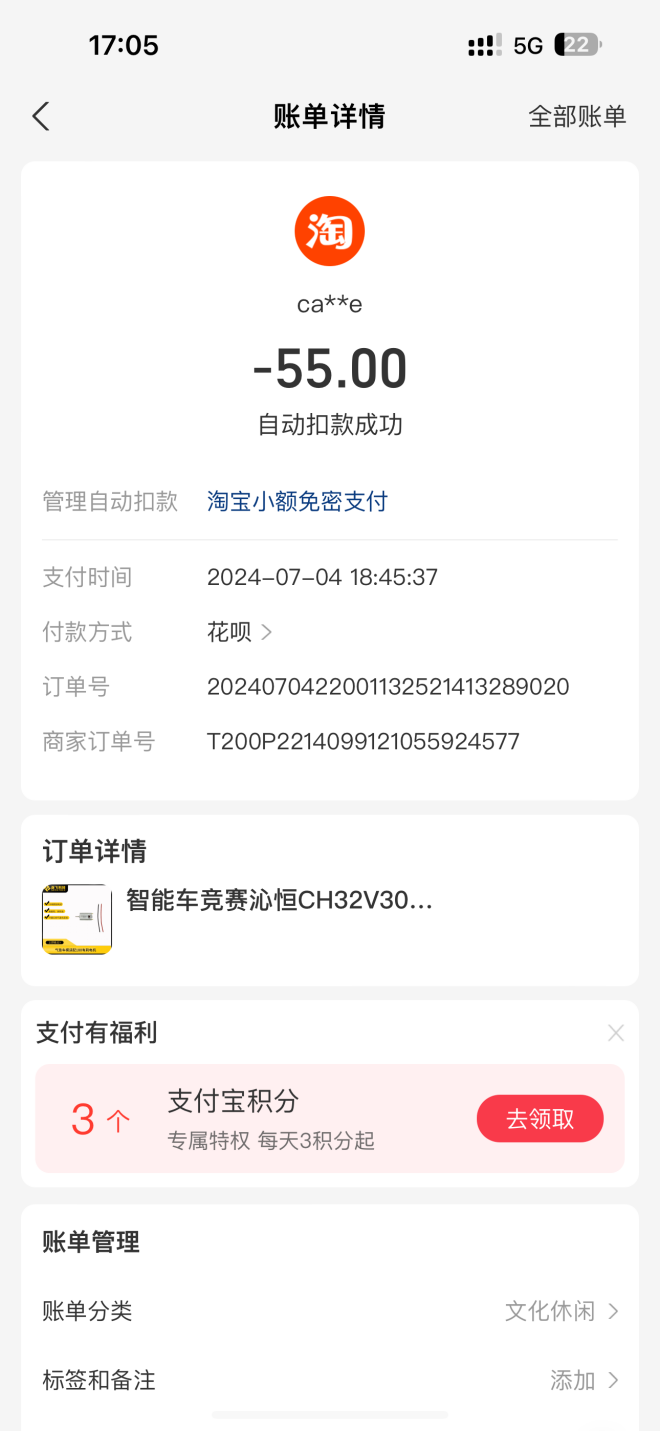 17:05
5G 22
账单详情
全部账单
淘
ca**e
-55.00
自动扣款成功
管理自动扣款 淘宝小额免密支付
支付时间 2024-07-04 18:45:37
付款方式 花呗
订单号 2024070422001132521413289020
商家订单号 T200P2214099121055924577
订单详情
智能车竞赛沁恒CH32V30...
支付有福利
3 个
支付宝积分
专属特权 每天3积分起
去领取
账单管理
账单分类 文化休闲
标签和备注 添加